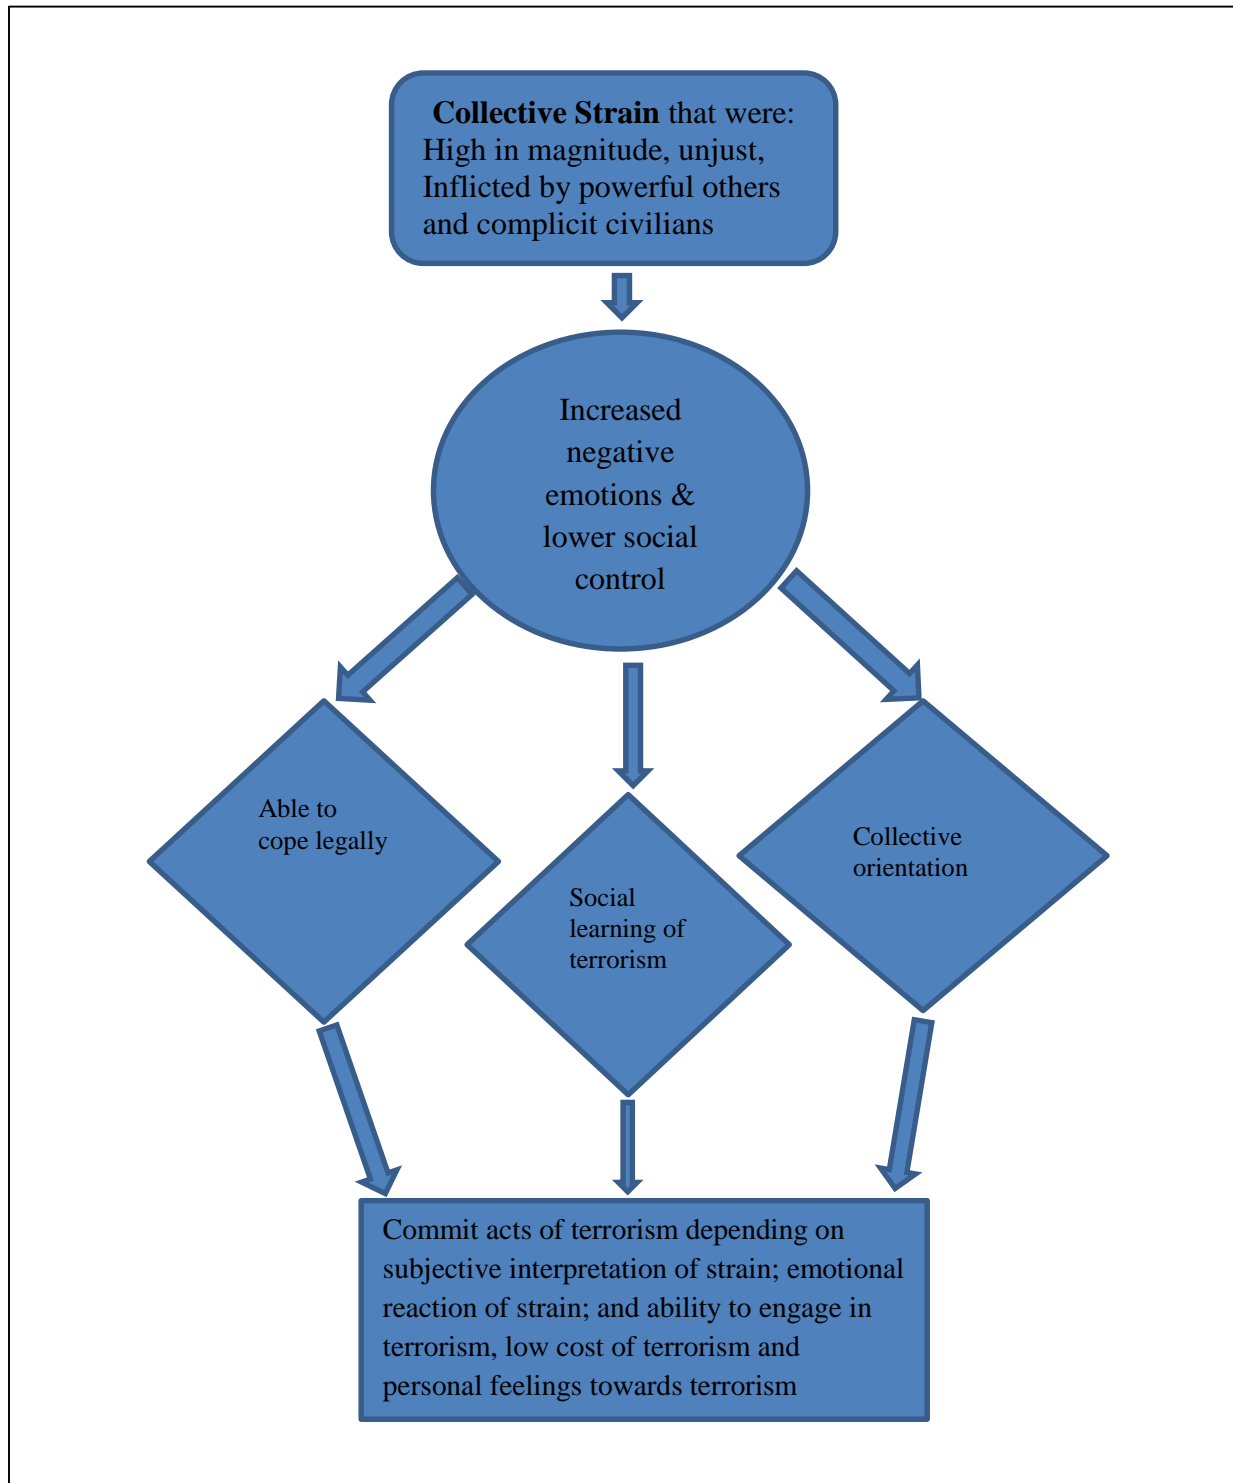 Collective Strain that were:
High in magnitude, unjust,
Inflicted by powerful others
and complicit civilians
Increased
negative
emotions &
lower social
control
Able to
cope legally
Social
learning of
terrorism
Collective
orientation
Commit acts of terrorism depending on
subjective interpretation of strain; emotional
reaction of strain; and ability to engage in
terrorism, low cost of terrorism and
personal feelings towards terrorism